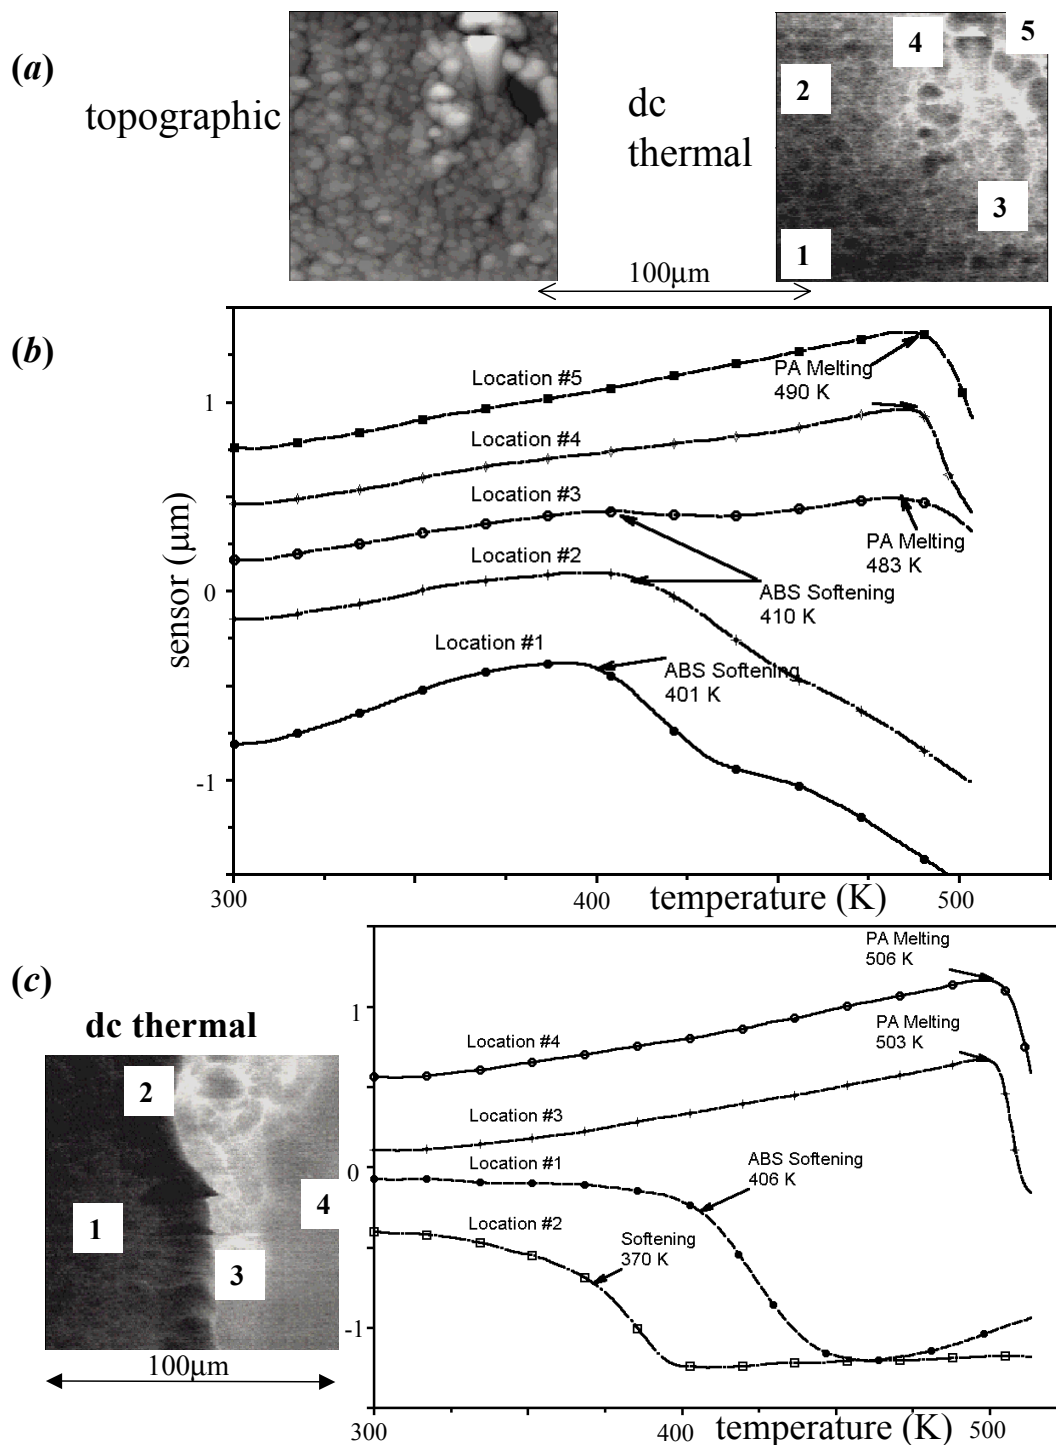 (a)
topographic
dc
thermal
4
5
2
3
1
100µm
(b)
PA Melting
490 K
Location #5
1
Location #4
Location #3
PA Melting
483 K
Location #2
0
ABS Softening
410 K
Location #1
ABS Softening
401 K
-1
sensor (µm)
300
400
temperature (K)
500
(c)
dc thermal
2
1
4
3
100µm
PA Melting
506 K
1
PA Melting
503 K
Location #4
Location #3
0
Location #1
ABS Softening
406 K
Location #2
Softening
370 K
-1
300
400
temperature (K)
500